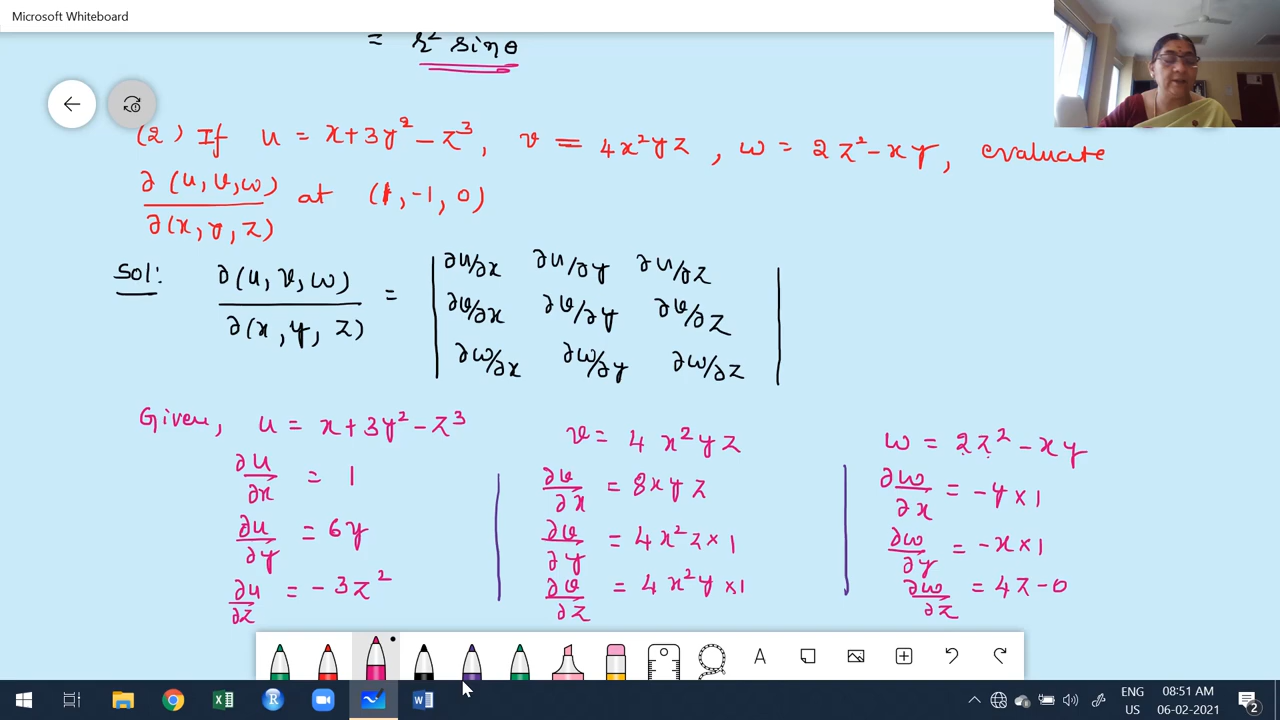 Microsoft Whiteboard
= r² sinθ
(2) If u = x+3y²-z³, v = 4x²yz, w = 2z²-xy, evaluate
∂(u,v,w)/∂(x,y,z) at (1,-1,0)
Sol: ∂(u,v,w)/∂(x,y,z) = | ∂u/∂x ∂u/∂y ∂u/∂z |
| ∂v/∂x ∂v/∂y ∂v/∂z |
| ∂w/∂x ∂w/∂y ∂w/∂z |
Given, u = x+3y²-z³
∂u/∂x = 1
∂u/∂y = 6y
∂u/∂z = -3z²
v = 4x²yz
∂v/∂x = 8xyz
∂v/∂y = 4x²z×1
∂v/∂z = 4x²y×1
w = 2z²-xy
∂w/∂x = -y×1
∂w/∂y = -x×1
∂w/∂z = 4z-0
A
ENG 08:51 AM
US 06-02-2021
2